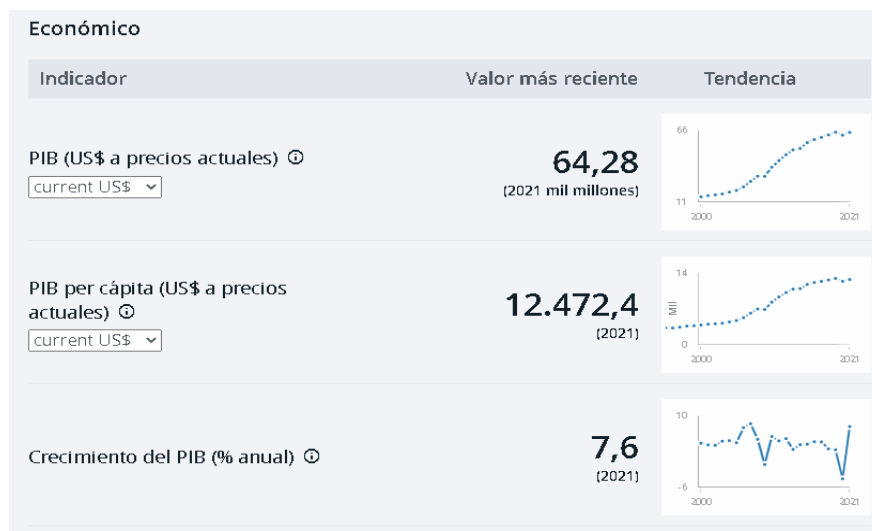 Económico
Indicador Valor más reciente Tendencia
PIB (US$ a precios actuales)
current US$
64,28
(2021 mil millones)
66
11
2000 2021
PIB per cápita (US$ a precios
actuales)
current US$
12.472,4
(2021)
14
Mil
0
2000 2021
Crecimiento del PIB (% anual)
7,6
(2021)
10
-6
2000 2021